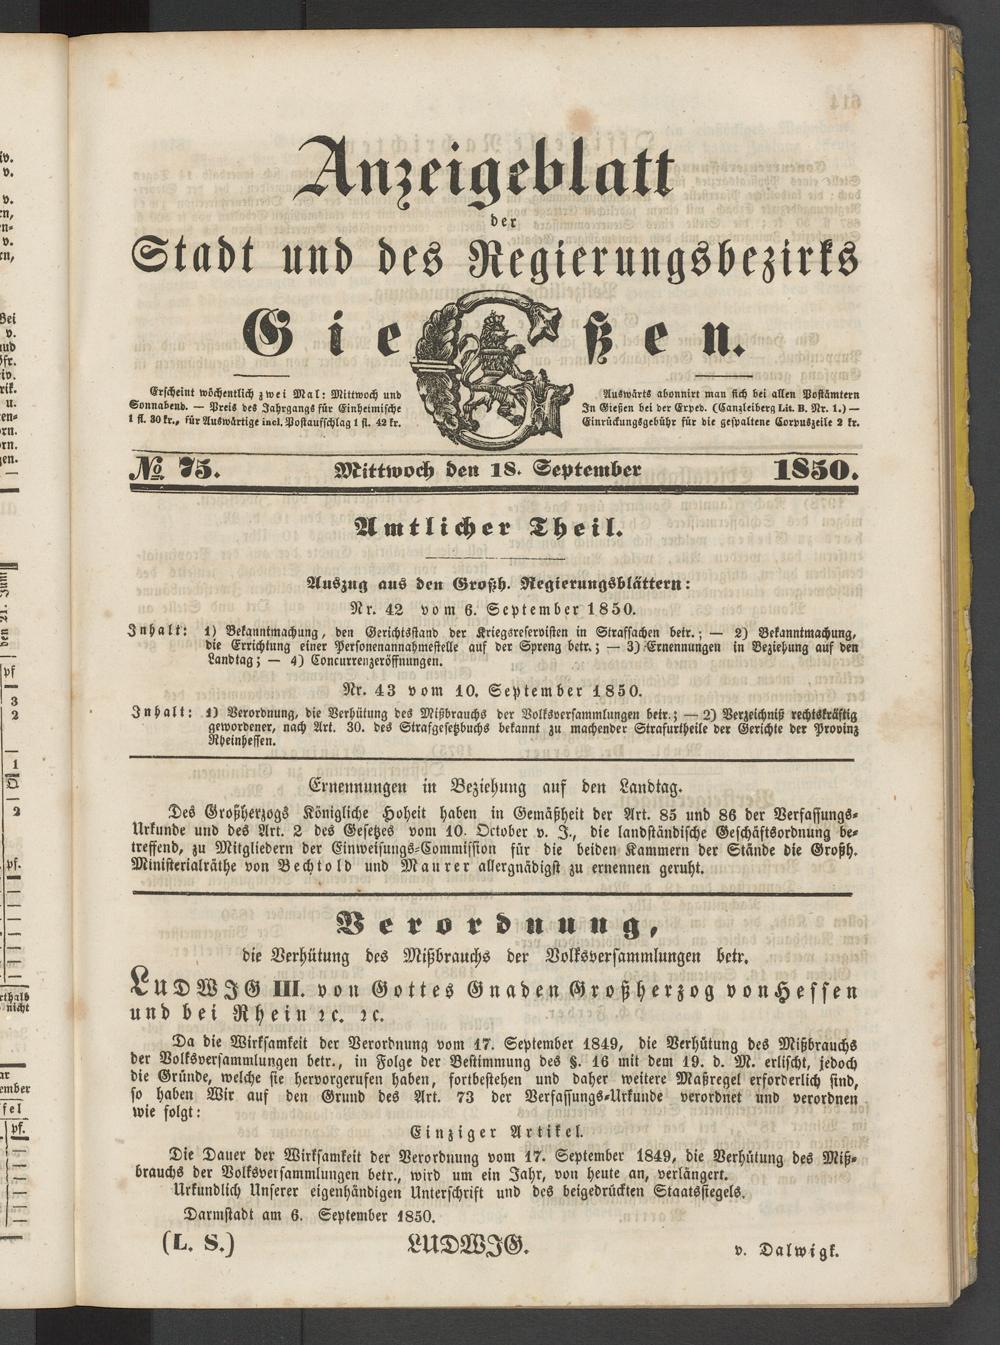 Anzeigeblatt
der
Stadt und des Regierungsbezirks
Gießen.
Erscheint wöchentlich zwei Mal: Mittwoch und
Sonnabend. — Preis des Jahrgangs für Einheimische
1 fl. 30 kr., für Auswärtige incl. Postaufschlag 1 fl. 42 kr.
Auswärts abonnirt man sich bei allen Postämtern
In Gießen bei der Exped. (Canzleiberg Lit. B. Nr. 1.) —
Einrückungsgebühr für die gespaltene Corpuszeile 2 kr.
No. 75. Mittwoch den 18. September 1850.
Amtlicher Theil.
Auszug aus den Großh. Regierungsblättern:
Nr. 42 vom 6. September 1850.
Inhalt: 1) Bekanntmachung, den Gerichtsstand der Kriegsreservisten in Strafsachen betr.; — 2) Bekanntmachung,
die Errichtung einer Personenannahmestelle auf der Spreng betr.; — 3) Ernennungen in Beziehung auf den
Landtag; — 4) Concurrenzeröffnungen.
Nr. 43 vom 10. September 1850.
Inhalt: 1) Verordnung, die Verhütung des Mißbrauchs der Volksversammlungen betr.; — 2) Verzeichniß rechtskräftig
gewordener, nach Art. 30. des Strafgesetzbuchs bekannt zu machender Strafurtheile der Gerichte der Provinz
Rheinhessen.
Ernennungen in Beziehung auf den Landtag.
Des Großherzogs Königliche Hoheit haben in Gemäßheit der Art. 85 und 86 der Verfassungs-
Urkunde und des Art. 2 des Gesetzes vom 10. October v. J., die landständische Geschäftsordnung be-
treffend, zu Mitgliedern der Einweisungs-Commission für die beiden Kammern der Stände die Großh.
Ministerialräthe von Bechtold und Maurer allergnädigst zu ernennen geruht.
Verordnung,
die Verhütung des Mißbrauchs der Volksversammlungen betr.
LUDWIG III. von Gottes Gnaden Großherzog von Hessen
und bei Rhein ꝛc. ꝛc.
Da die Wirksamkeit der Verordnung vom 17. September 1849, die Verhütung des Mißbrauchs
der Volksversammlungen betr., in Folge der Bestimmung des §. 16 mit dem 19. d. M. erlischt, jedoch
die Gründe, welche sie hervorgerufen haben, fortbestehen und daher weitere Maßregel erforderlich sind,
so haben Wir auf den Grund des Art. 73 der Verfassungs-Urkunde verordnet und verordnen
wie folgt:
Einziger Artikel.
Die Dauer der Wirksamkeit der Verordnung vom 17. September 1849, die Verhütung des Miß-
brauchs der Volksversammlungen betr., wird um ein Jahr, von heute an, verlängert.
Urkundlich Unserer eigenhändigen Unterschrift und des beigedrückten Staatssiegels.
Darmstadt am 6. September 1850.
(L. S.) LUDWIG. v. Dalwigk.